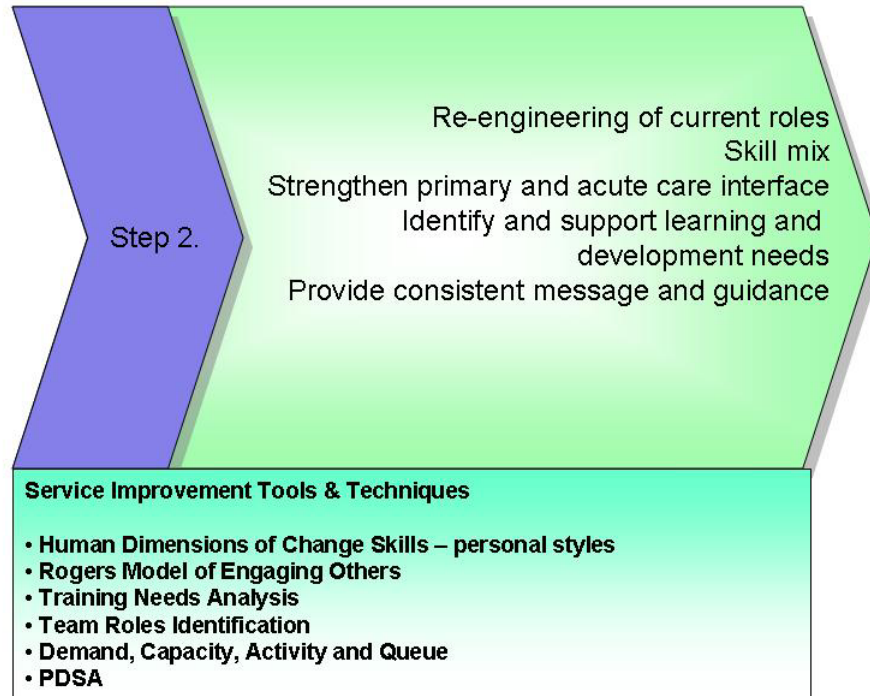 Step 2.
Re-engineering of current roles
Skill mix
Strengthen primary and acute care interface
Identify and support learning and
development needs
Provide consistent message and guidance
Service Improvement Tools & Techniques
• Human Dimensions of Change Skills – personal styles
• Rogers Model of Engaging Others
• Training Needs Analysis
• Team Roles Identification
• Demand, Capacity, Activity and Queue
• PDSA